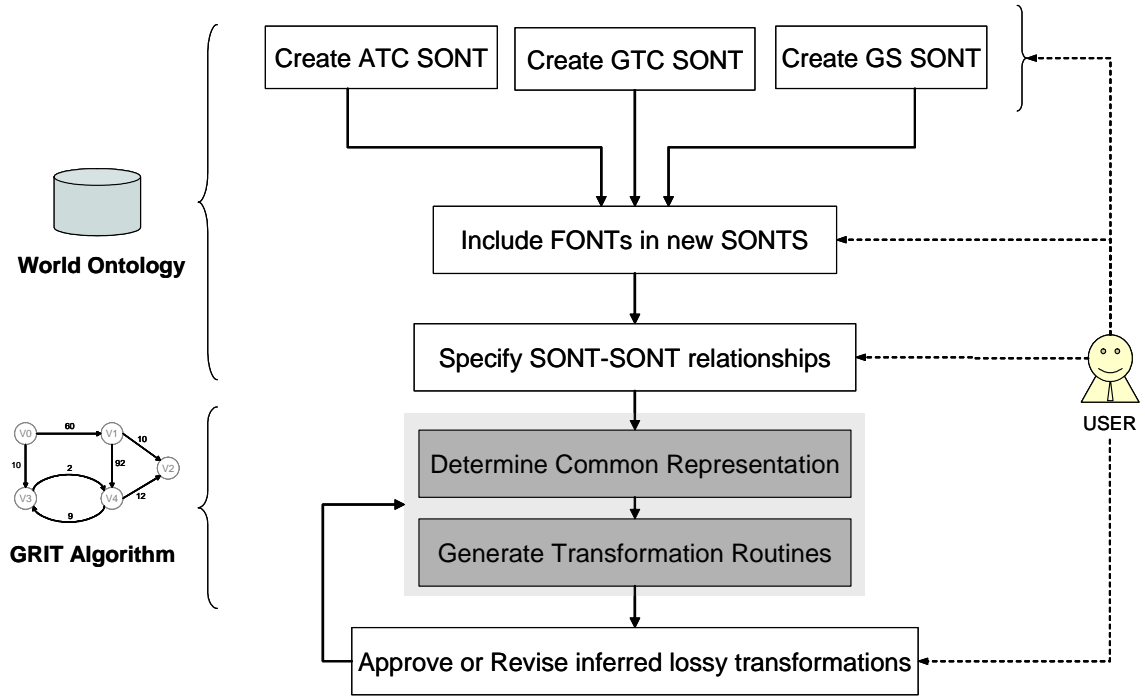 Create ATC SONT
Create GTC SONT
Create GS SONT
Include FONTs in new SONTS
World Ontology
Specify SONT-SONT relationships
USER
V0
60
V1
10
10
92
V2
2
V3
V4
12
9
GRIT Algorithm
Determine Common Representation
Generate Transformation Routines
Approve or Revise inferred lossy transformations